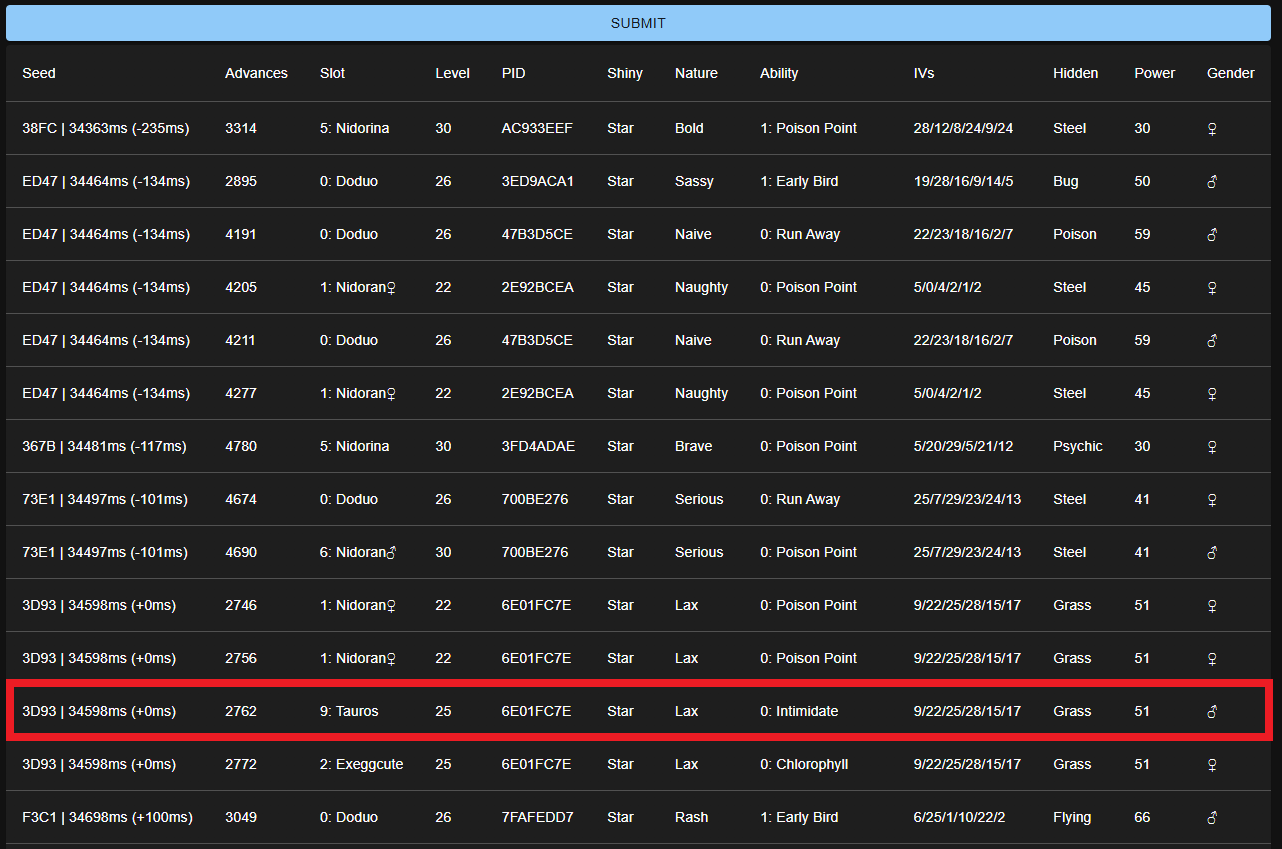 SUBMIT
Seed Advances Slot Level PID Shiny Nature Ability IVs Hidden Power Gender
38FC | 34363ms (-235ms) 3314 5: Nidorina 30 AC933EEF Star Bold 1: Poison Point 28/12/8/24/9/24 Steel 30 ♀
ED47 | 34464ms (-134ms) 2895 0: Doduo 26 3ED9ACA1 Star Sassy 1: Early Bird 19/28/16/9/14/5 Bug 50 ♂
ED47 | 34464ms (-134ms) 4191 0: Doduo 26 47B3D5CE Star Naive 0: Run Away 22/23/18/16/2/7 Poison 59 ♂
ED47 | 34464ms (-134ms) 4205 1: Nidoran♀ 22 2E92BCEA Star Naughty 0: Poison Point 5/0/4/2/1/2 Steel 45 ♀
ED47 | 34464ms (-134ms) 4211 0: Doduo 26 47B3D5CE Star Naive 0: Run Away 22/23/18/16/2/7 Poison 59 ♂
ED47 | 34464ms (-134ms) 4277 1: Nidoran♀ 22 2E92BCEA Star Naughty 0: Poison Point 5/0/4/2/1/2 Steel 45 ♀
367B | 34481ms (-117ms) 4780 5: Nidorina 30 3FD4ADAE Star Brave 0: Poison Point 5/20/29/5/21/12 Psychic 30 ♀
73E1 | 34497ms (-101ms) 4674 0: Doduo 26 700BE276 Star Serious 0: Run Away 25/7/29/23/24/13 Steel 41 ♀
73E1 | 34497ms (-101ms) 4690 6: Nidoran♂ 30 700BE276 Star Serious 0: Poison Point 25/7/29/23/24/13 Steel 41 ♂
3D93 | 34598ms (+0ms) 2746 1: Nidoran♀ 22 6E01FC7E Star Lax 0: Poison Point 9/22/25/28/15/17 Grass 51 ♀
3D93 | 34598ms (+0ms) 2756 1: Nidoran♀ 22 6E01FC7E Star Lax 0: Poison Point 9/22/25/28/15/17 Grass 51 ♀
3D93 | 34598ms (+0ms) 2762 9: Tauros 25 6E01FC7E Star Lax 0: Intimidate 9/22/25/28/15/17 Grass 51 ♂
3D93 | 34598ms (+0ms) 2772 2: Exeggcute 25 6E01FC7E Star Lax 0: Chlorophyll 9/22/25/28/15/17 Grass 51 ♀
F3C1 | 34698ms (+100ms) 3049 0: Doduo 26 7FAFEDD7 Star Rash 1: Early Bird 6/25/1/10/22/2 Flying 66 ♂